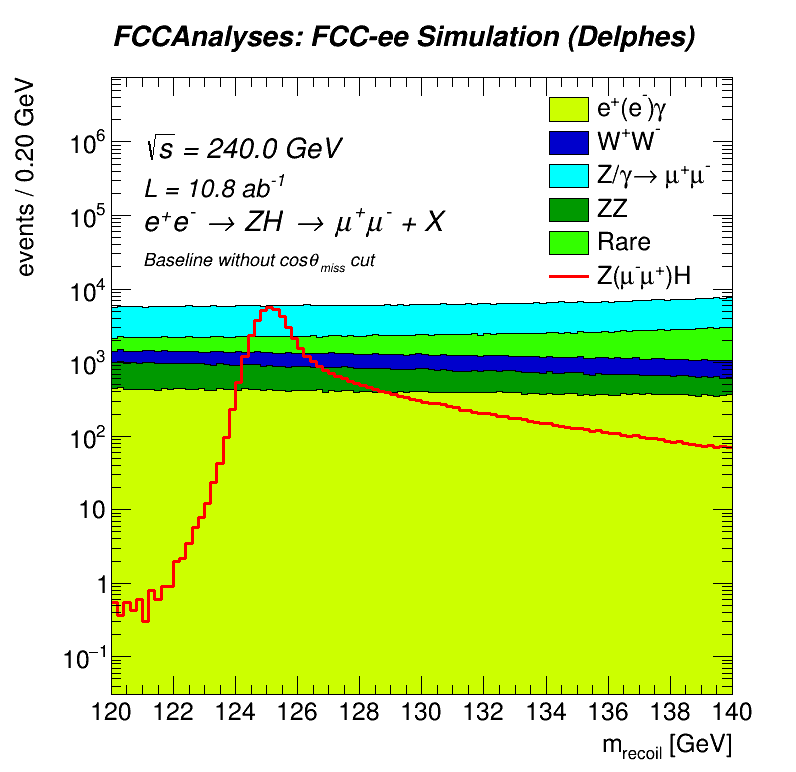 FCCAnalyses: FCC-ee Simulation (Delphes)
events / 0.20 GeV
√s = 240.0 GeV
L = 10.8 ab⁻¹
e⁺e⁻ → ZH → μ⁺μ⁻ + X
Baseline without cosθ_miss cut
e⁺(e⁻)γ
W⁺W⁻
Z/γ→ μ⁺μ⁻
ZZ
Rare
Z(μ⁻μ⁺)H
10⁶
10⁵
10⁴
10³
10²
10
1
10⁻¹
120 122 124 126 128 130 132 134 136 138 140
m_recoil [GeV]